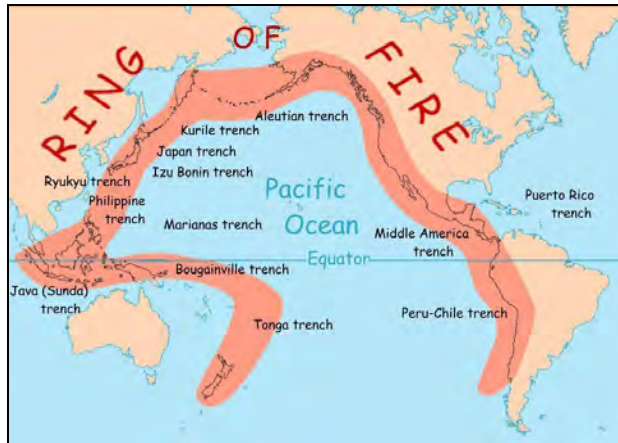 RING OF FIRE
Aleutian trench
Kurile trench
Japan trench
Izu Bonin trench
Ryukyu trench
Philippine
trench
Marianas trench
Pacific
Ocean
Puerto Rico
trench
Middle America
trench
Equator
Bougainville trench
Java (Sunda)
trench
Tonga trench
Peru-Chile trench